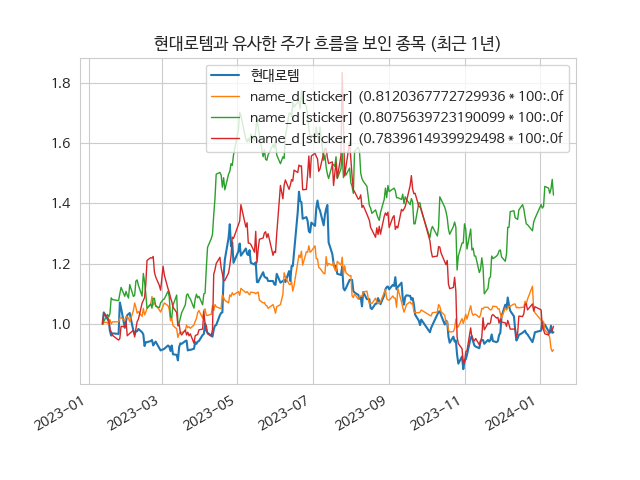 현대로템과 유사한 주가 흐름을 보인 종목 (최근 1년)
현대로템
name_d[sticker] (0.8120367772729936 * 100:.0f
name_d[sticker] (0.8075639723190099 * 100:.0f
name_d[sticker] (0.7839614939929498 * 100:.0f
1.8
1.6
1.4
1.2
1.0
2023-01
2023-03
2023-05
2023-07
2023-09
2023-11
2024-01